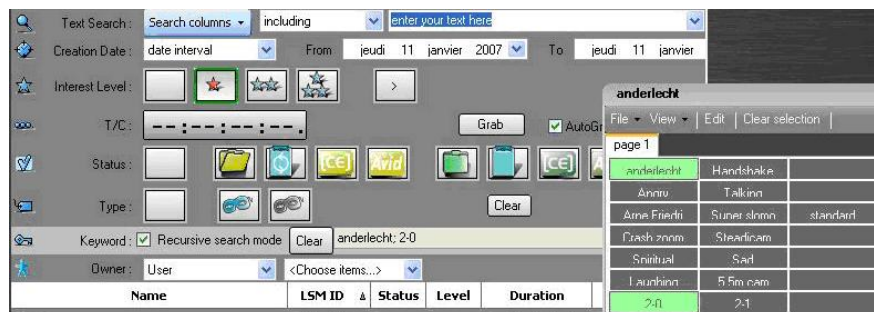 Text Search : Search columns including enter your text here
Creation Date : date interval From jeudi 11 janvier 2007 To jeudi 11 janvier
Interest Level : >
T/C : --:--:--:--. Grab AutoGr
Status : [CE] Avid [CE] A
Type : Clear
Keyword : Recursive search mode Clear anderlecht; 2-0
Owner : User <Choose items...>
Name LSM ID Status Level Duration
anderlecht
File View Edit Clear selection
page 1
anderlecht Handshake
Angry Talking
Arne Friedri Super slomo standard
Crash zoom Steadicam
Spiritual Sad
Laughing 5.5m cam
2-0 2-1